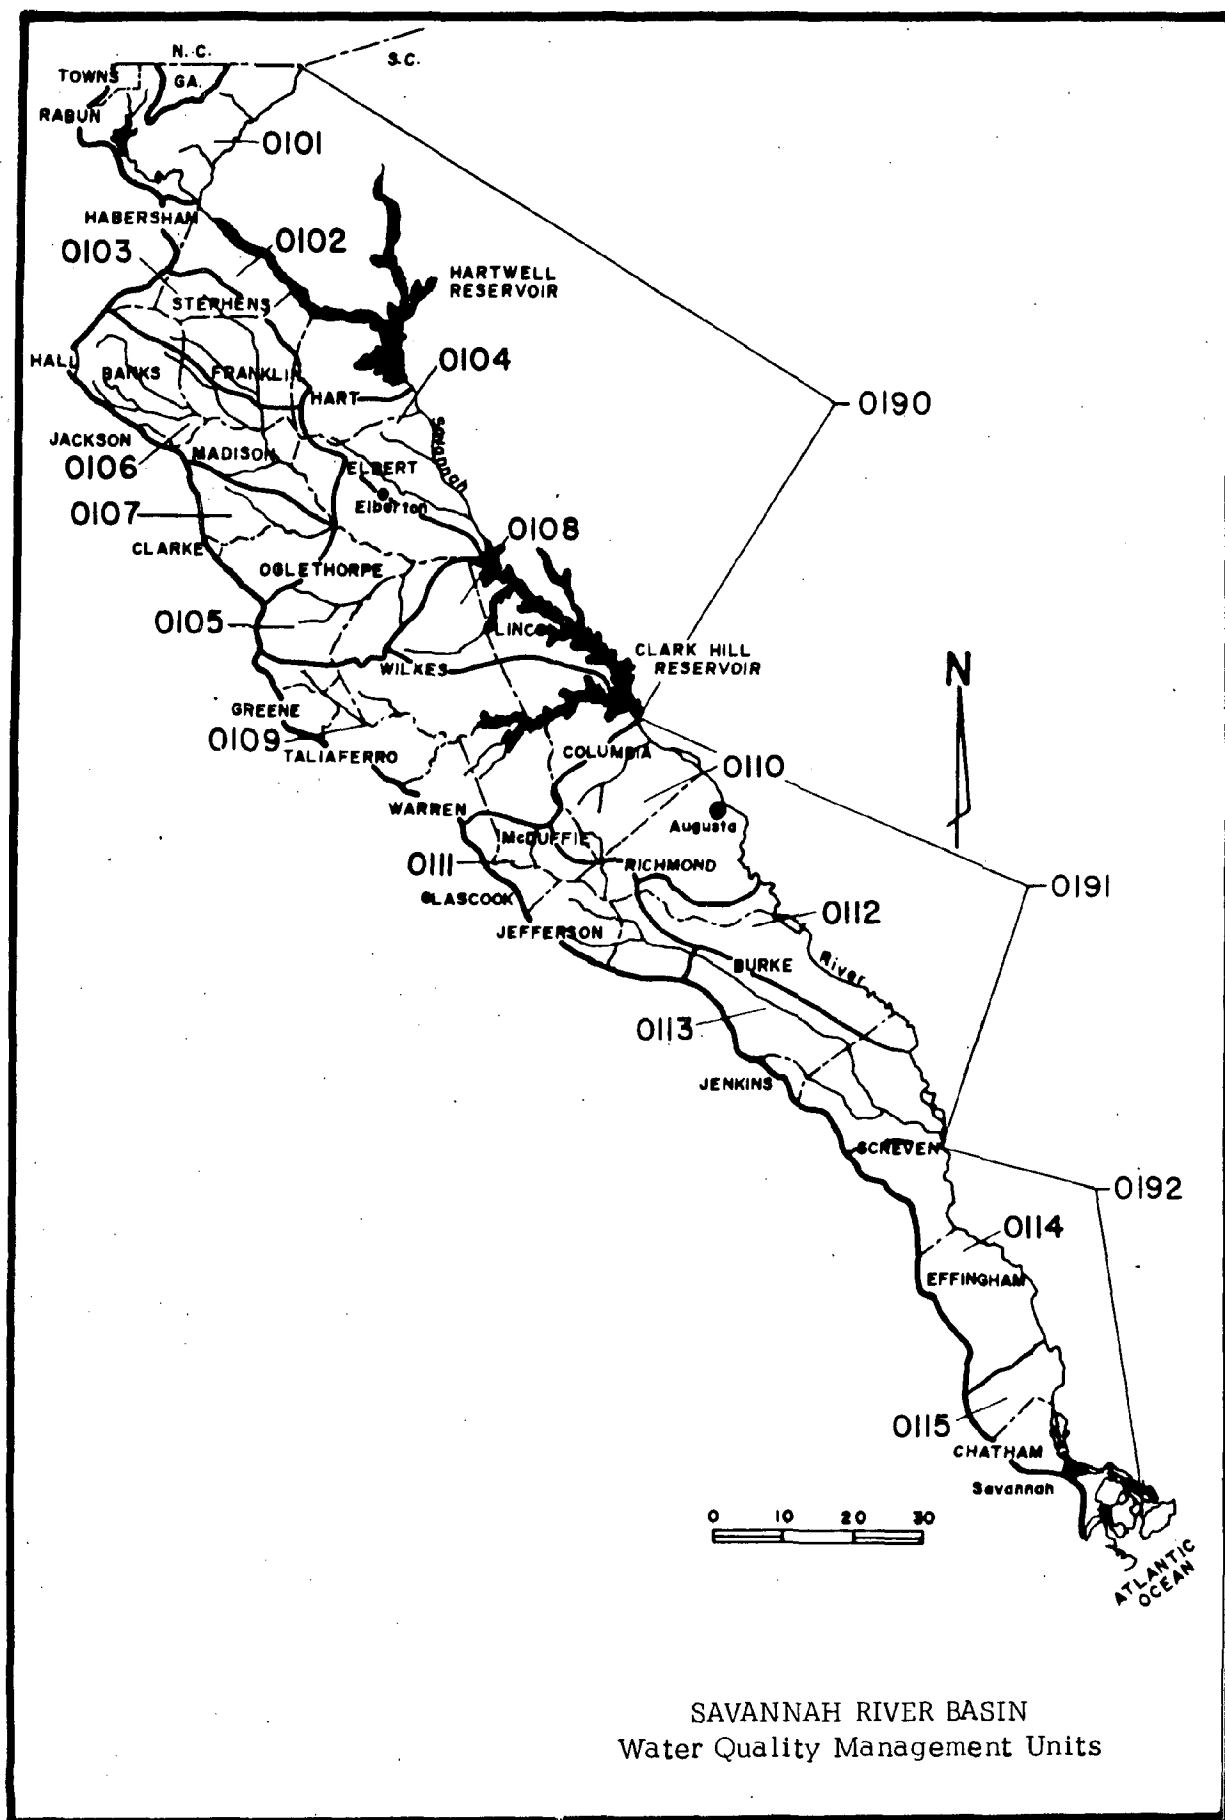 N.C.
S.C.
TOWNS
GA.
RABUN
0101
HABERSHAM
0103
0102
HARTWELL
RESERVOIR
STEPHENS
HALL
BANKS
FRANKLIN
0104
HART
0190
JACKSON
0106
MADISON
Savannah
ELBERT
Elberton
0107
0108
CLARKE
OGLETHORPE
0105
LINCO
CLARK HILL
RESERVOIR
WILKES
N
GREENE
0109
TALIAFERRO
COLUMBIA
0110
WARREN
Augusta
McDUFFIE
0111
RICHMOND
0191
GLASCOOK
0112
JEFFERSON
BURKE
River
0113
JENKINS
SCREVEN
0192
0114
EFFINGHAM
0115
CHATHAM
Savannah
0 10 20 30
ATLANTIC
OCEAN
SAVANNAH RIVER BASIN
Water Quality Management Units